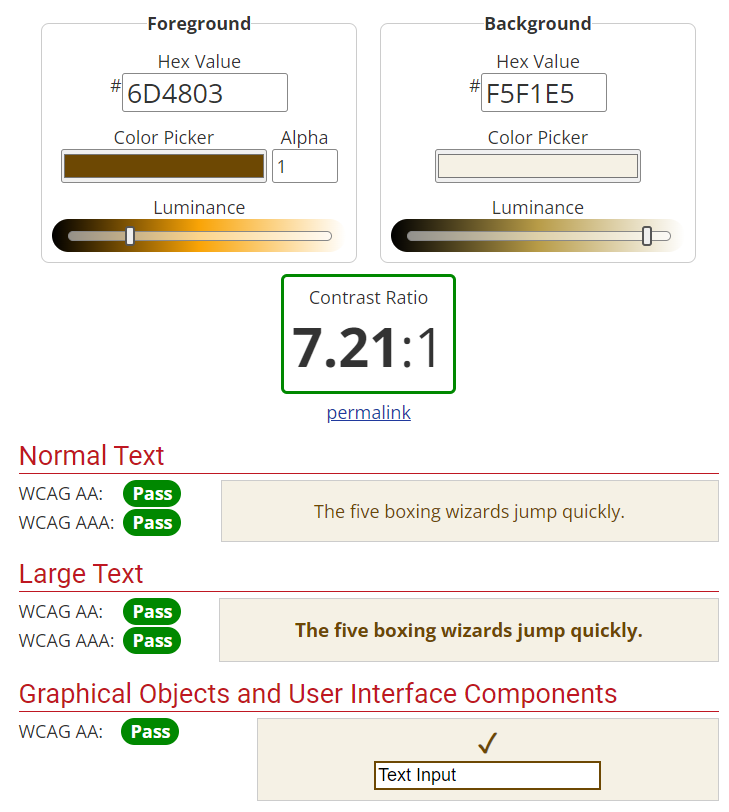 Foreground
Background
Hex Value
Hex Value
# 6D4803
# F5F1E5
Color Picker
Alpha
Color Picker
1
Luminance
Luminance
Contrast Ratio
7.21:1
permalink
Normal Text
WCAG AA: Pass
WCAG AAA: Pass
The five boxing wizards jump quickly.
Large Text
WCAG AA: Pass
WCAG AAA: Pass
The five boxing wizards jump quickly.
Graphical Objects and User Interface Components
WCAG AA: Pass
✓
Text Input